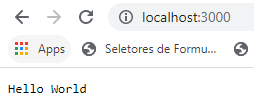 localhost:3000
Apps
Seletores de Formu...
Hello World